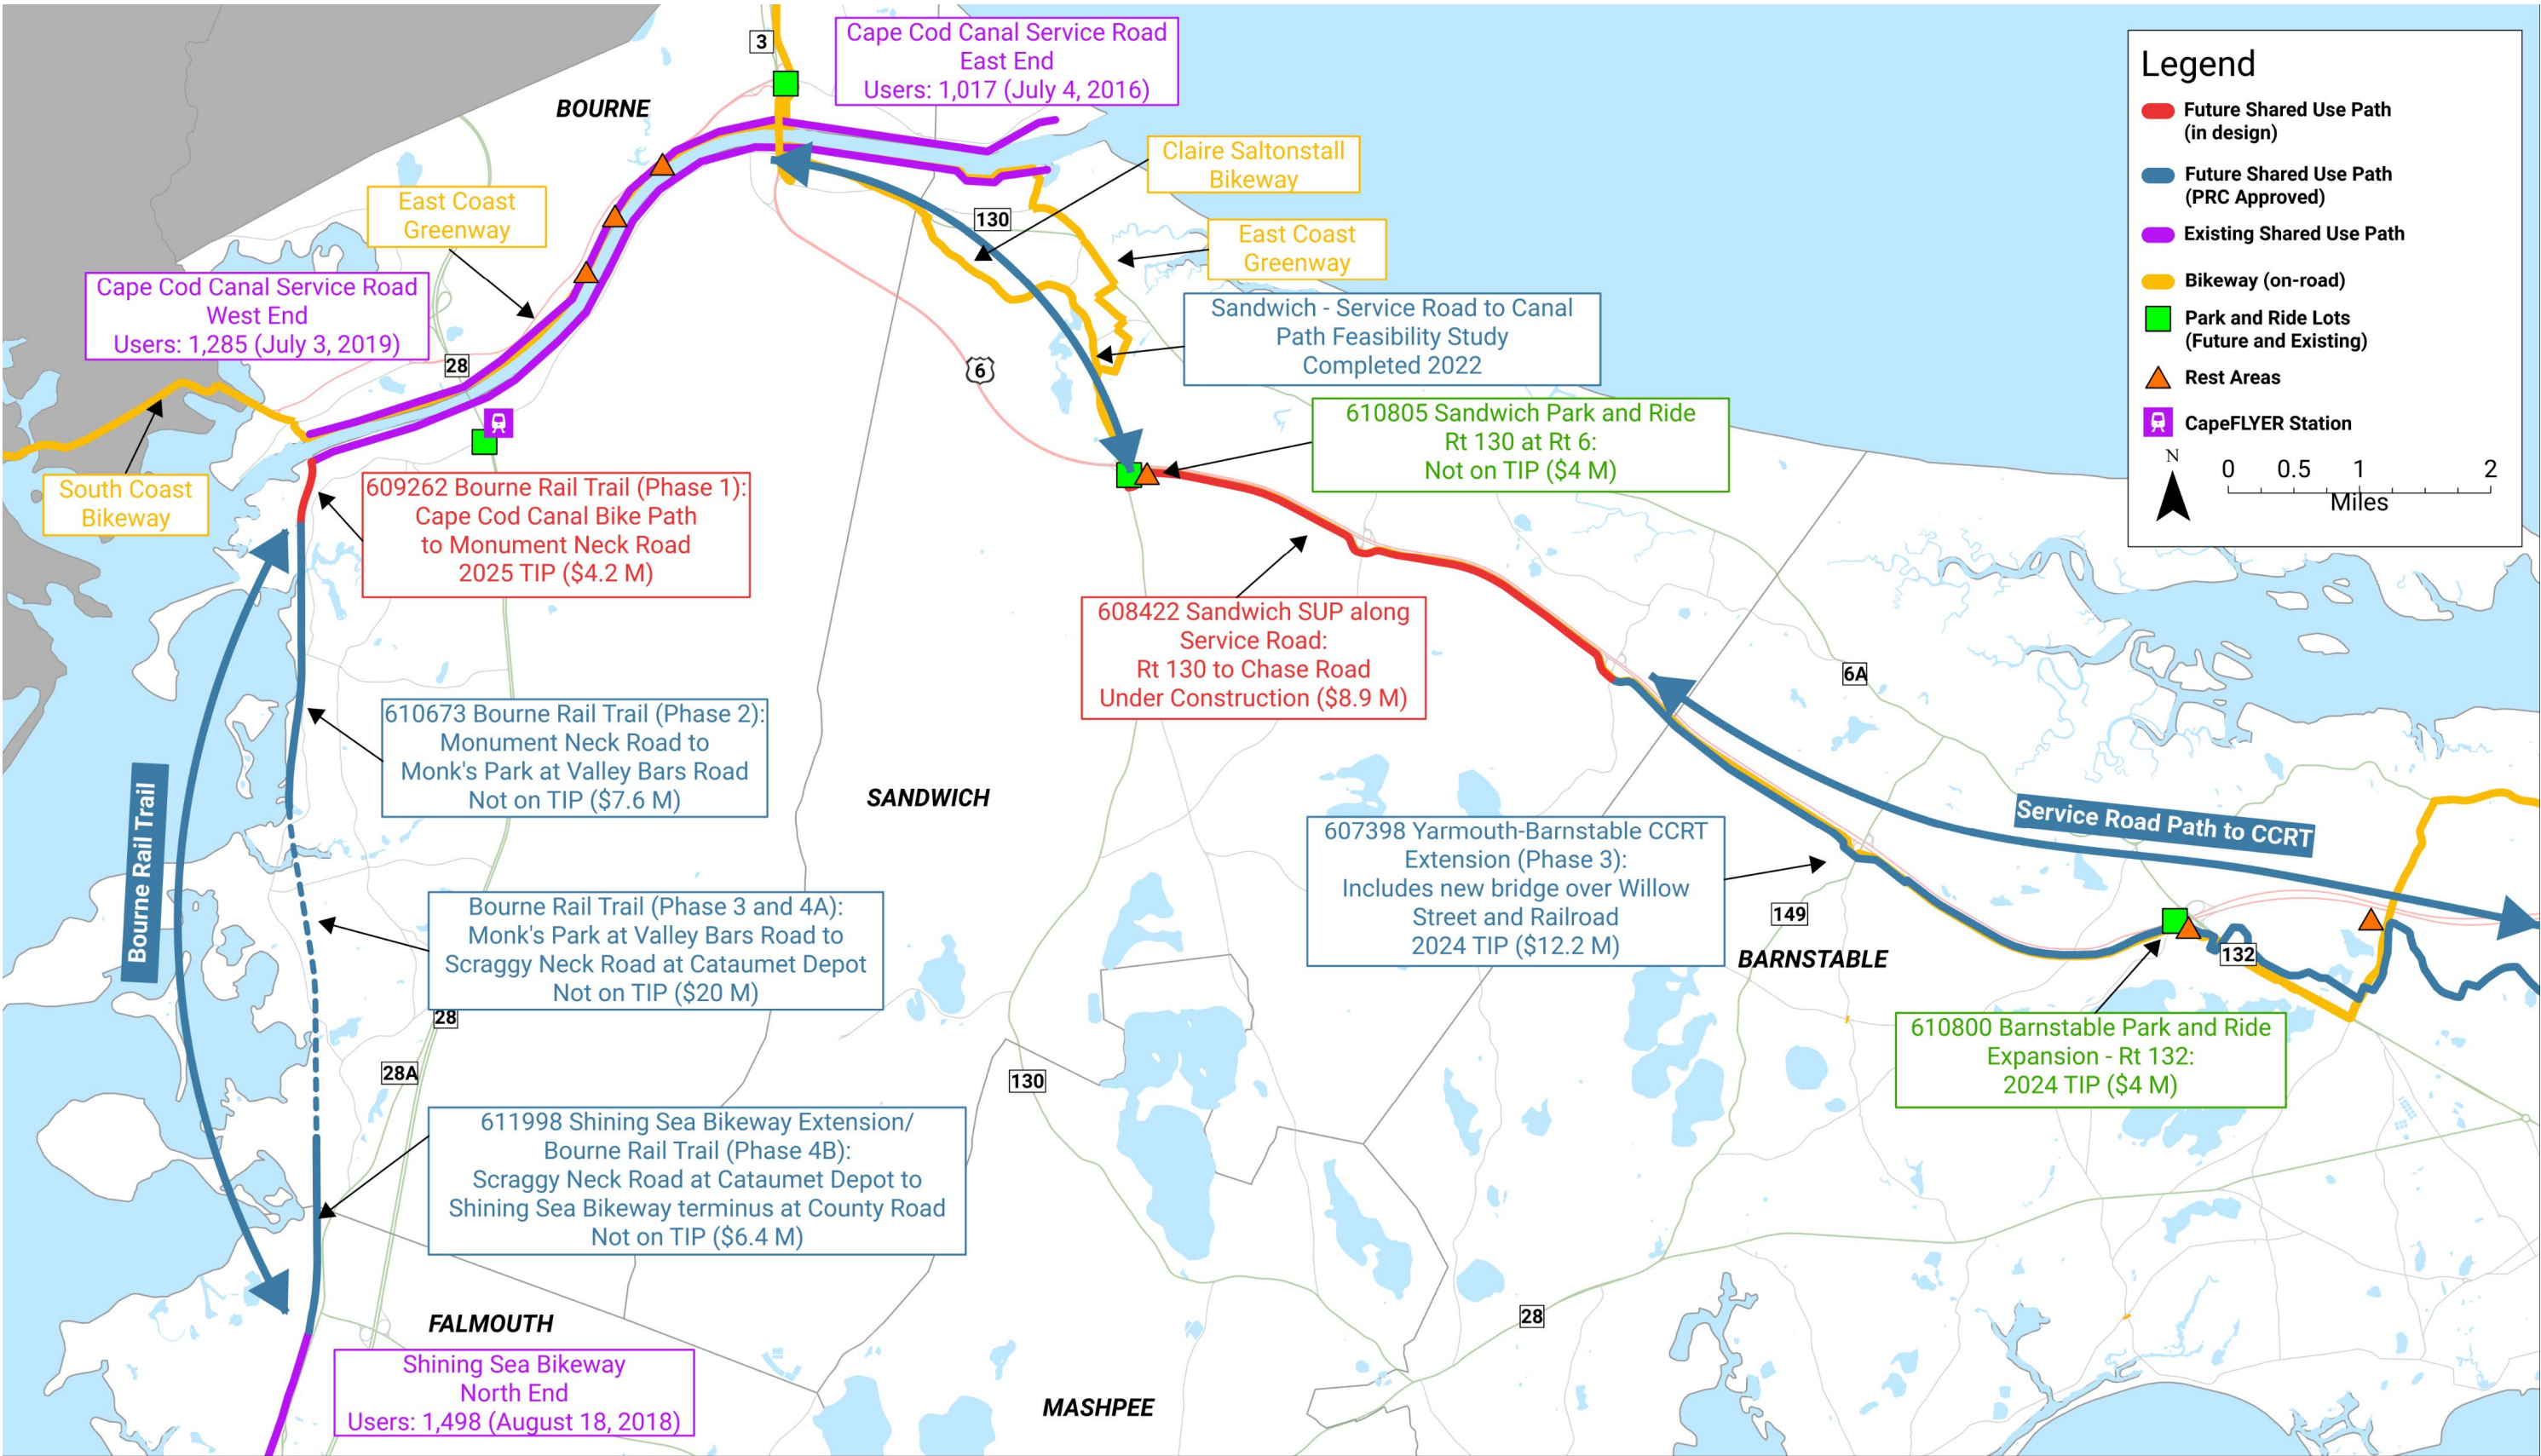 3
Cape Cod Canal Service Road
East End
Users: 1,017 (July 4, 2016)
BOURNE
Claire Saltonstall
Bikeway
East Coast
Greenway
130
East Coast
Greenway
Cape Cod Canal Service Road
West End
Users: 1,285 (July 3, 2019)
Sandwich - Service Road to Canal
Path Feasibility Study
Completed 2022
28
6
610805 Sandwich Park and Ride
Rt 130 at Rt 6:
Not on TIP ($4 M)
South Coast
Bikeway
609262 Bourne Rail Trail (Phase 1):
Cape Cod Canal Bike Path
to Monument Neck Road
2025 TIP ($4.2 M)
608422 Sandwich SUP along
Service Road:
Rt 130 to Chase Road
Under Construction ($8.9 M)
6A
610673 Bourne Rail Trail (Phase 2):
Monument Neck Road to
Monk's Park at Valley Bars Road
Not on TIP ($7.6 M)
SANDWICH
Bourne Rail Trail
Service Road Path to CCRT
607398 Yarmouth-Barnstable CCRT
Extension (Phase 3):
Includes new bridge over Willow
Street and Railroad
2024 TIP ($12.2 M)
149
BARNSTABLE
132
Bourne Rail Trail (Phase 3 and 4A):
Monk's Park at Valley Bars Road to
Scraggy Neck Road at Cataumet Depot
Not on TIP ($20 M)
28
28A
130
610800 Barnstable Park and Ride
Expansion - Rt 132:
2024 TIP ($4 M)
611998 Shining Sea Bikeway Extension/
Bourne Rail Trail (Phase 4B):
Scraggy Neck Road at Cataumet Depot to
Shining Sea Bikeway terminus at County Road
Not on TIP ($6.4 M)
28
FALMOUTH
Shining Sea Bikeway
North End
Users: 1,498 (August 18, 2018)
MASHPEE
Legend
Future Shared Use Path
(in design)
Future Shared Use Path
(PRC Approved)
Existing Shared Use Path
Bikeway (on-road)
Park and Ride Lots
(Future and Existing)
Rest Areas
CapeFLYER Station
N
0 0.5 1 2
Miles